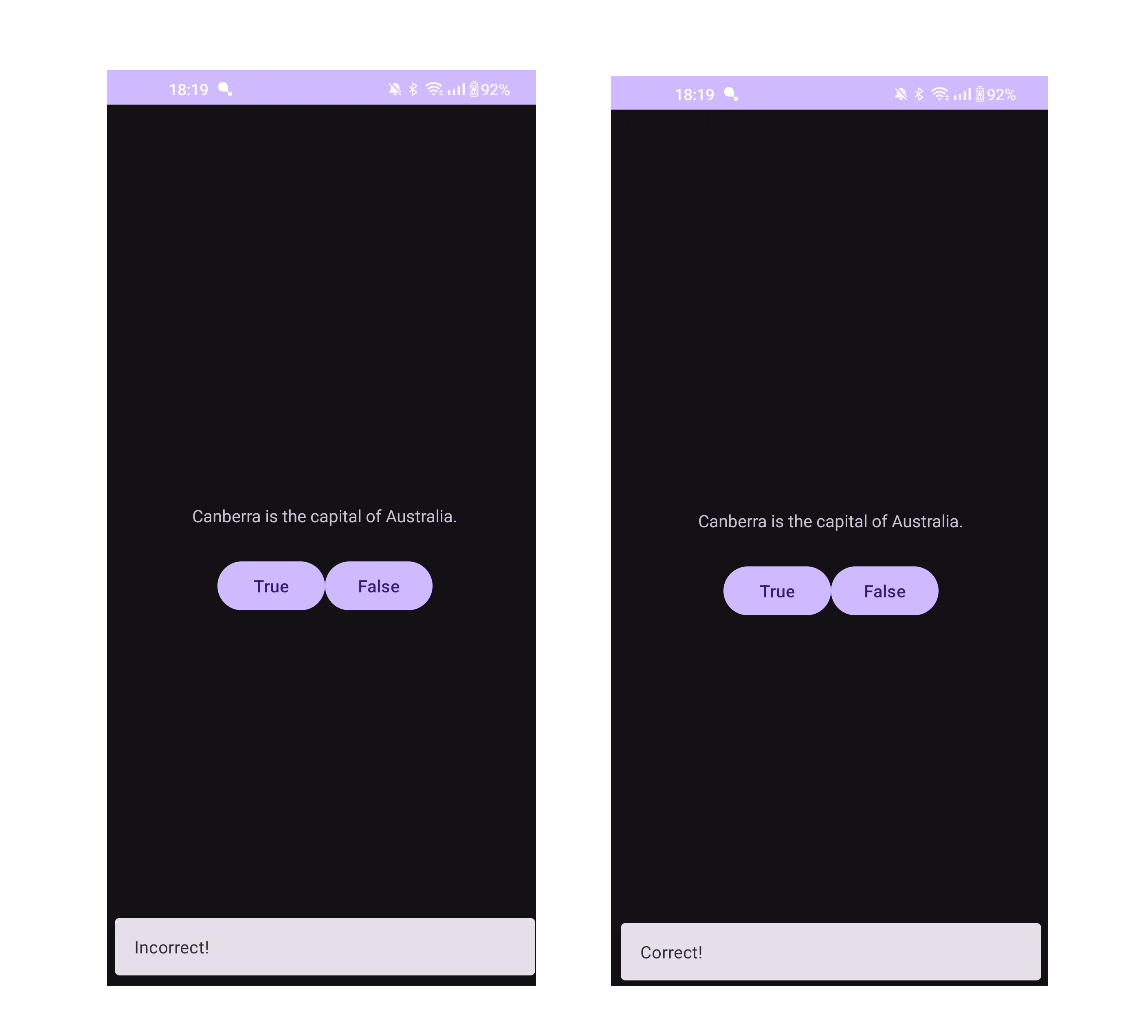 18:19 92%
Canberra is the capital of Australia.
True False
Incorrect!
18:19 92%
Canberra is the capital of Australia.
True False
Correct!